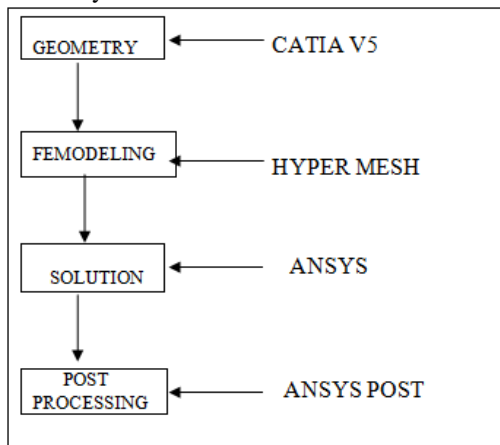 GEOMETRY
CATIA V5
FEMODELING
HYPER MESH
SOLUTION
ANSYS
POST
PROCESSING
ANSYS POST